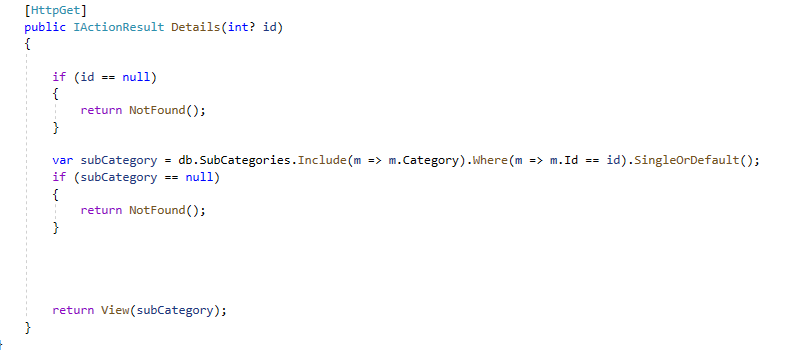 [HttpGet]
public IActionResult Details(int? id)
{
if (id == null)
{
return NotFound();
}
var subCategory = db.SubCategories.Include(m => m.Category).Where(m => m.Id == id).SingleOrDefault();
if (subCategory == null)
{
return NotFound();
}
return View(subCategory);
}
}